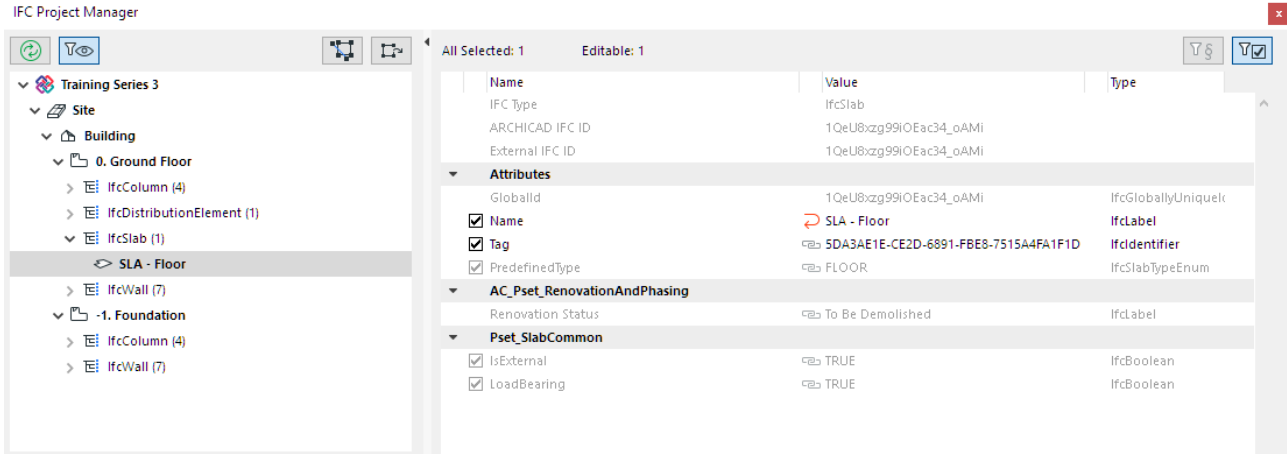 IFC Project Manager
All Selected: 1 Editable: 1
Training Series 3
Site
Building
0. Ground Floor
IfcColumn (4)
IfcDistributionElement (1)
IfcSlab (1)
SLA - Floor
IfcWall (7)
-1. Foundation
IfcColumn (4)
IfcWall (7)
Name Value Type
IFC Type IfcSlab
ARCHICAD IFC ID 1QeU8xzg99iOEac34_oAMi
External IFC ID 1QeU8xzg99iOEac34_oAMi
Attributes
GlobalId 1QeU8xzg99iOEac34_oAMi IfcGloballyUniqueIc
Name SLA - Floor IfcLabel
Tag 5DA3AE1E-CE2D-6891-FBE8-7515A4FA1F1D IfcIdentifier
PredefinedType FLOOR IfcSlabTypeEnum
AC_Pset_RenovationAndPhasing
Renovation Status To Be Demolished IfcLabel
Pset_SlabCommon
IsExternal TRUE IfcBoolean
LoadBearing TRUE IfcBoolean